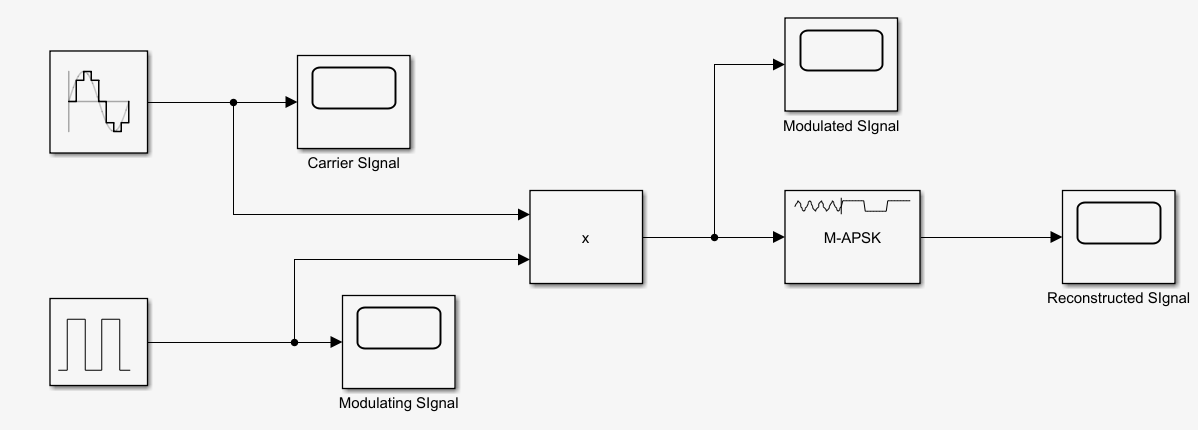 Carrier SIgnal
Modulated SIgnal
x
M-APSK
Reconstructed SIgnal
Modulating SIgnal